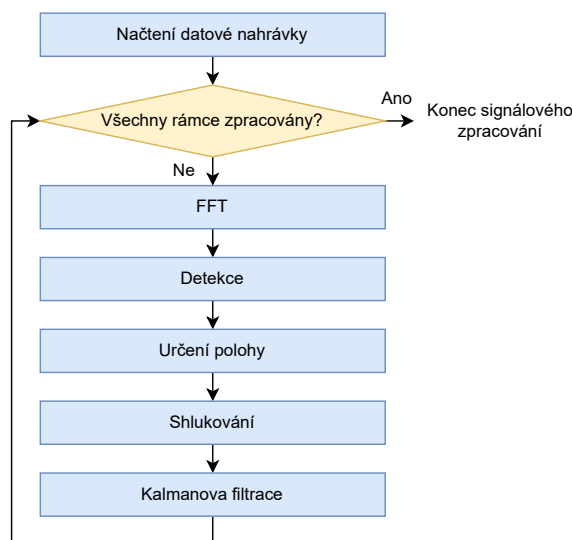 Načtení datové nahrávky
Všechny rámce zpracovány?
Ano
Konec signálového
zpracování
Ne
FFT
Detekce
Určení polohy
Shlukování
Kalmanova filtrace